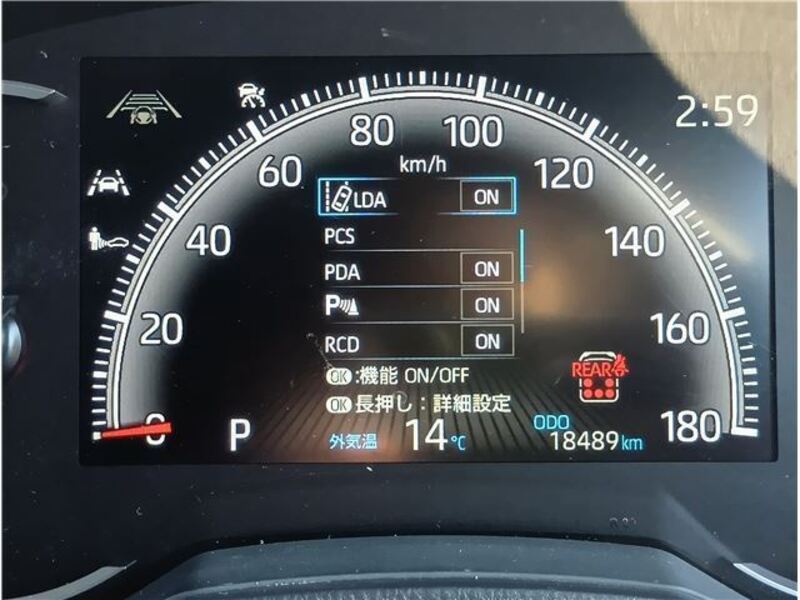 2:59
80
100
km/h
60
120
LDA ON
40
PCS
140
PDA ON
P ON
20
160
RCD ON
REAR
OK:機能 ON/OFF
OK長押し:詳細設定
0
P
外気温 14℃
ODO
18489km
180